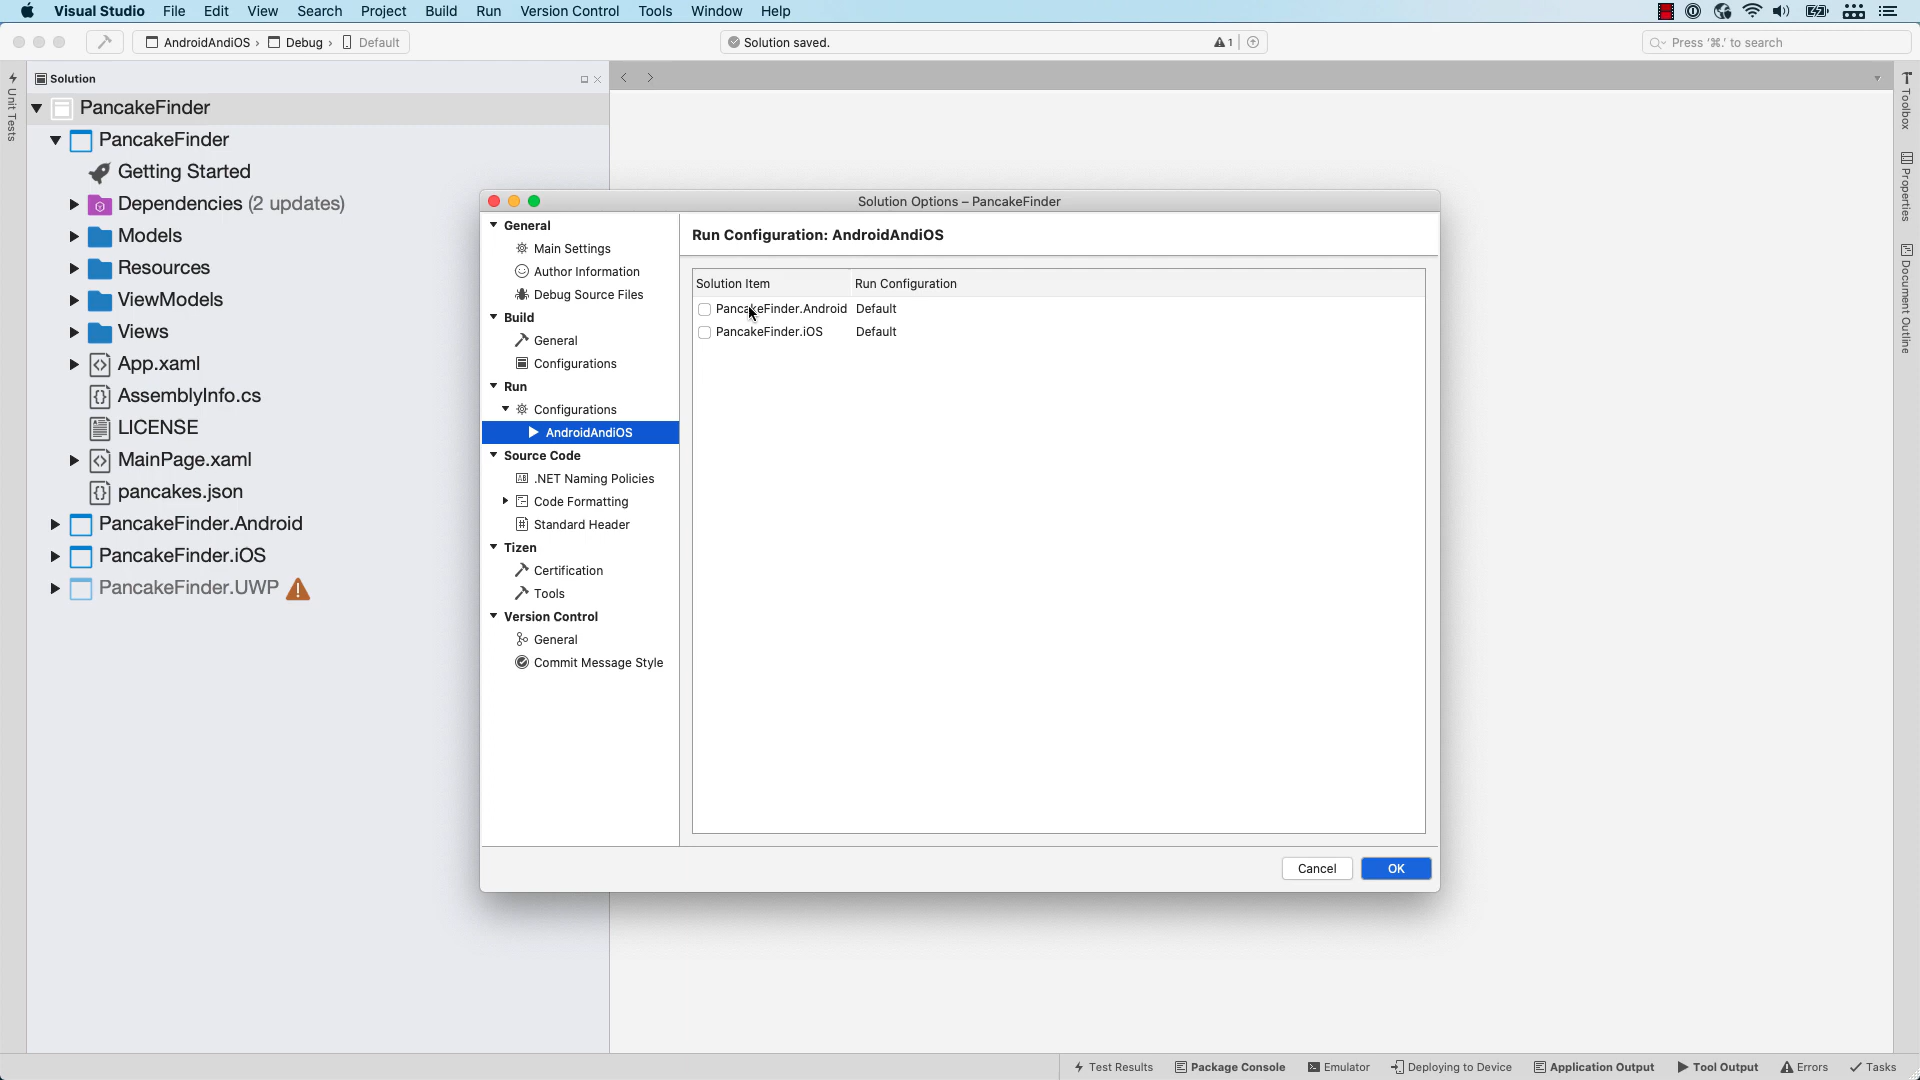 Visual Studio File Edit View Search Project Build Run Version Control Tools Window Help
AndroidAndiOS › Debug › Default
Solution saved.
1
Press '⌘.' to search
Unit Tests
Solution
PancakeFinder
PancakeFinder
Getting Started
Dependencies (2 updates)
Models
Resources
ViewModels
Views
App.xaml
AssemblyInfo.cs
LICENSE
MainPage.xaml
pancakes.json
PancakeFinder.Android
PancakeFinder.iOS
PancakeFinder.UWP
Solution Options – PancakeFinder
General
Main Settings
Author Information
Debug Source Files
Build
General
Configurations
Run
Configurations
AndroidAndiOS
Source Code
.NET Naming Policies
Code Formatting
Standard Header
Tizen
Certification
Tools
Version Control
General
Commit Message Style
Run Configuration: AndroidAndiOS
Solution Item Run Configuration
PancakeFinder.Android Default
PancakeFinder.iOS Default
Cancel OK
Toolbox
Properties
Document Outline
Test Results Package Console Emulator Deploying to Device Application Output Tool Output Errors Tasks